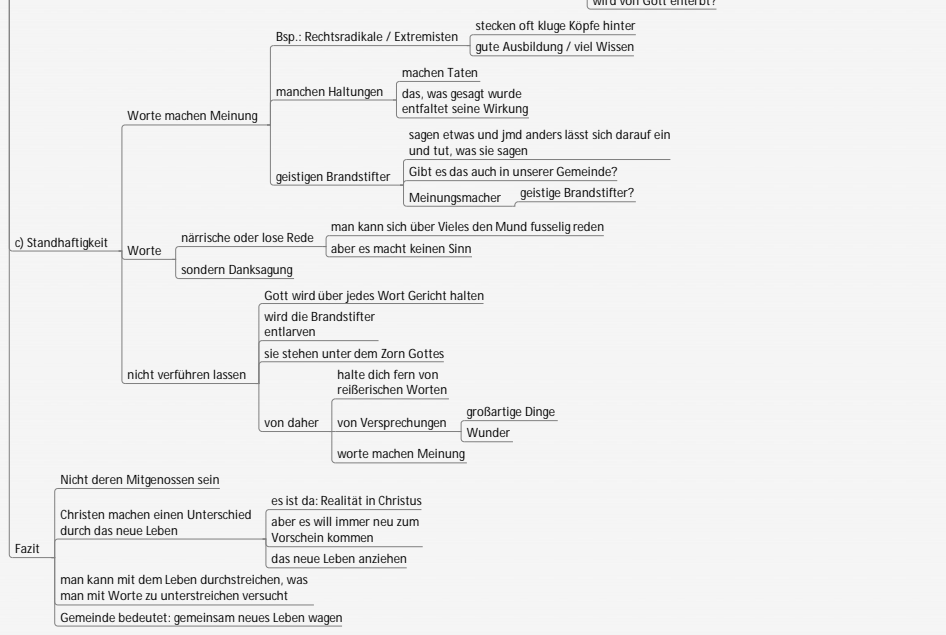 wird von Gott enterbt?
stecken oft kluge Köpfe hinter
Bsp.: Rechtsradikale / Extremisten
gute Ausbildung / viel Wissen
machen Taten
manchen Haltungen
das, was gesagt wurde
entfaltet seine Wirkung
Worte machen Meinung
sagen etwas und jmd anders lässt sich darauf ein
und tut, was sie sagen
geistigen Brandstifter
Gibt es das auch in unserer Gemeinde?
Meinungsmacher
geistige Brandstifter?
c) Standhaftigkeit
Worte
närrische oder lose Rede
man kann sich über Vieles den Mund fusselig reden
aber es macht keinen Sinn
sondern Danksagung
Gott wird über jedes Wort Gericht halten
wird die Brandstifter
entlarven
sie stehen unter dem Zorn Gottes
nicht verführen lassen
halte dich fern von
reißerischen Worten
von daher
von Versprechungen
großartige Dinge
Wunder
worte machen Meinung
Nicht deren Mitgenossen sein
Christen machen einen Unterschied
durch das neue Leben
es ist da: Realität in Christus
aber es will immer neu zum
Vorschein kommen
das neue Leben anziehen
Fazit
man kann mit dem Leben durchstreichen, was
man mit Worte zu unterstreichen versucht
Gemeinde bedeutet: gemeinsam neues Leben wagen